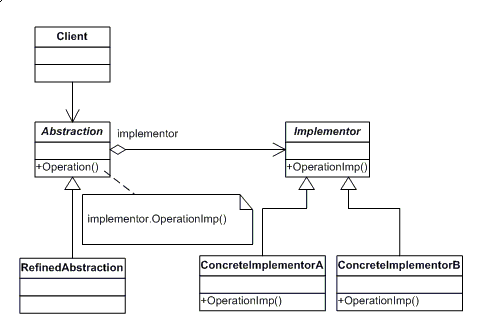 Client
Abstraction
implementor
Implementor
+Operation()
+OperationImp()
implementor.OperationImp()
RefinedAbstraction
ConcreteImplementorA
ConcreteImplementorB
+OperationImp()
+OperationImp()